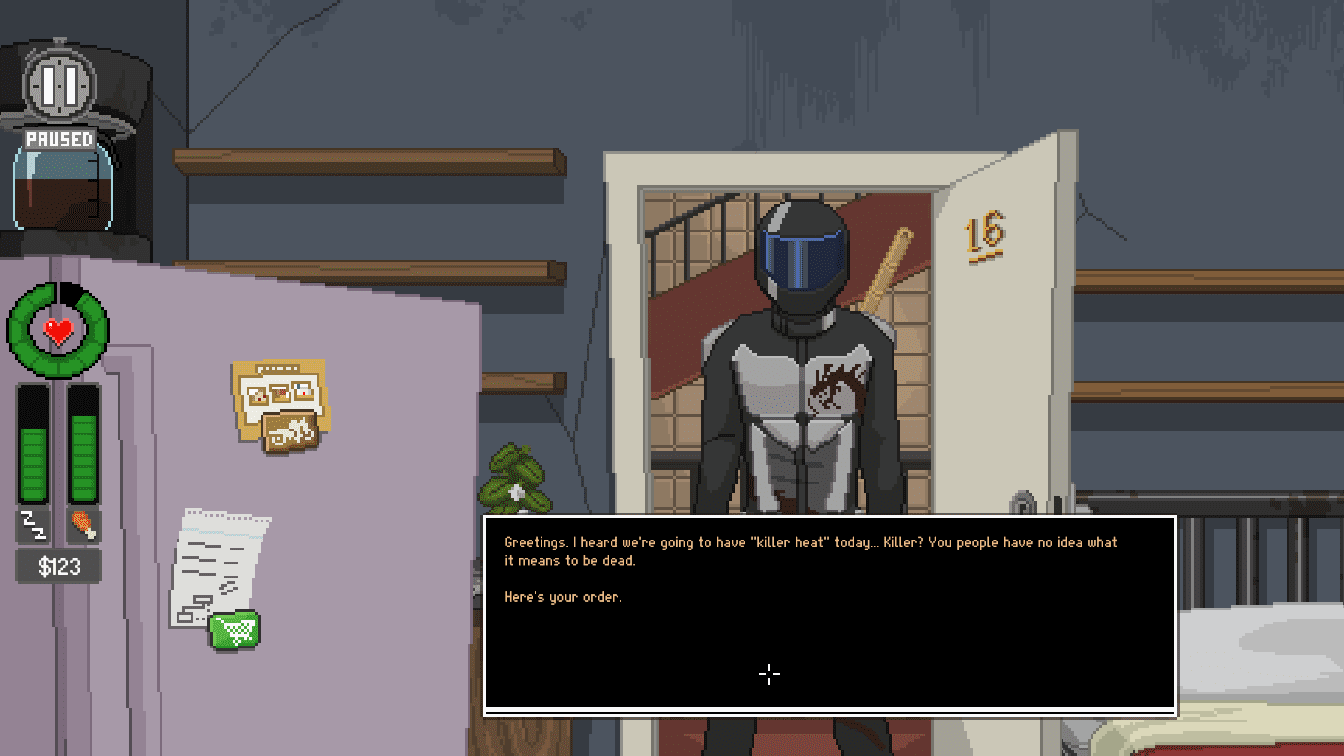 PAUSED
16
$123
Greetings. I heard we're going to have "killer heat" today... Killer? You people have no idea what
it means to be dead.
Here's your order.